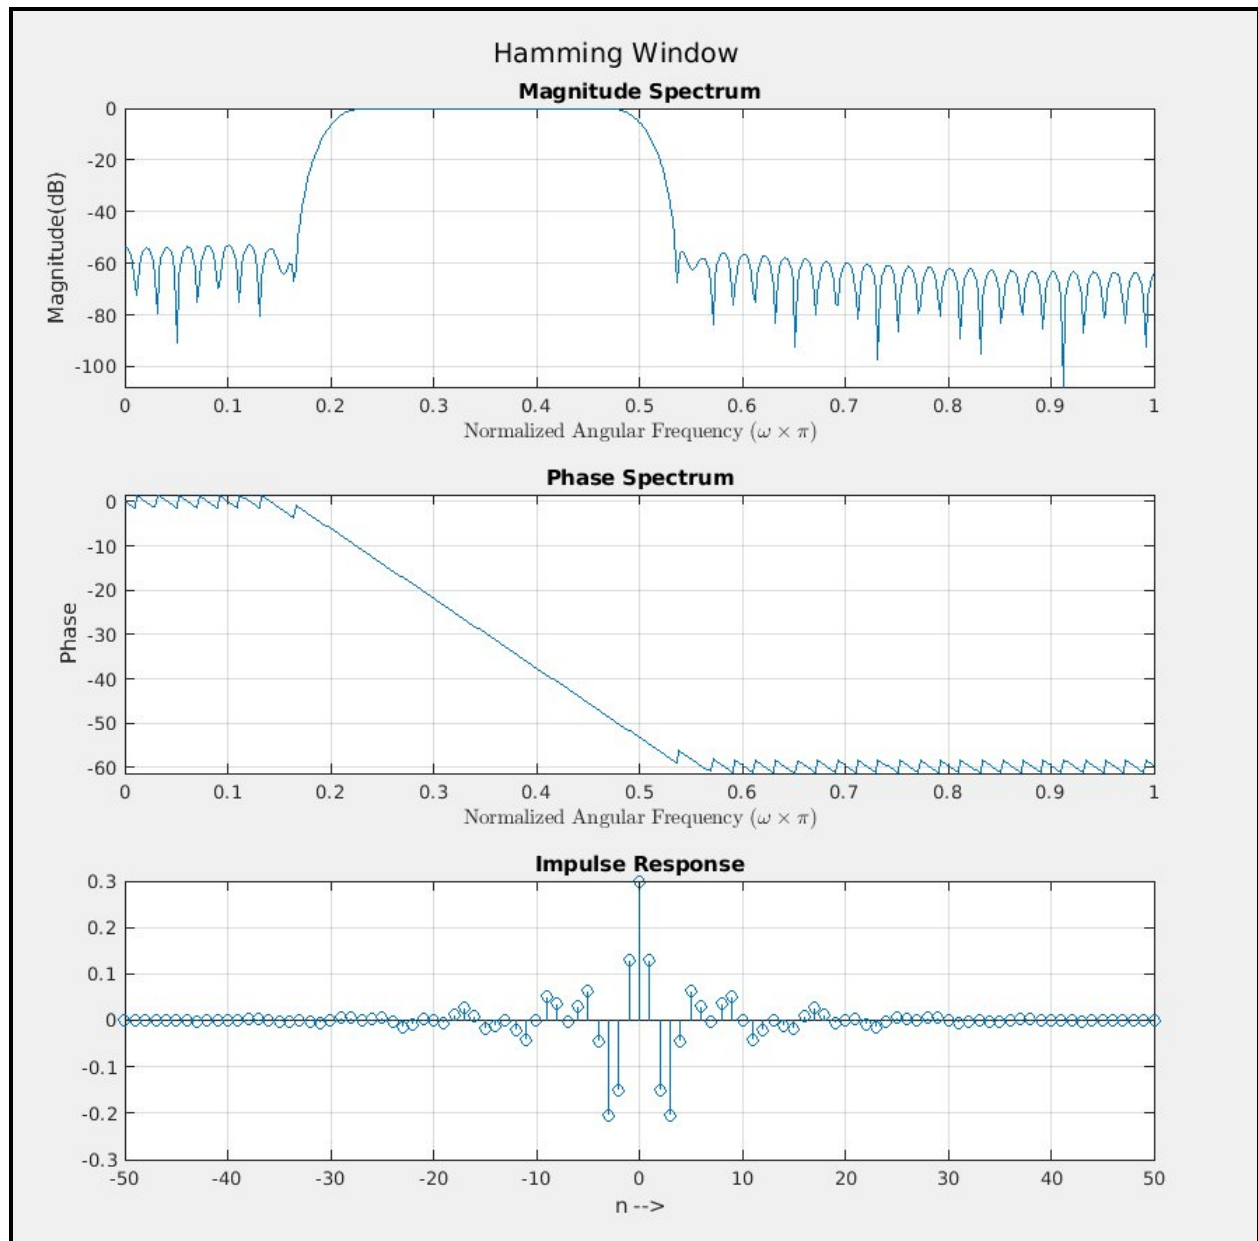 Hamming Window
Magnitude Spectrum
0
-20
-40
-60
-80
-100
Magnitude(dB)
0 0.1 0.2 0.3 0.4 0.5 0.6 0.7 0.8 0.9 1
Normalized Angular Frequency (ω × π)
Phase Spectrum
0
-10
-20
-30
-40
-50
-60
Phase
0 0.1 0.2 0.3 0.4 0.5 0.6 0.7 0.8 0.9 1
Normalized Angular Frequency (ω × π)
Impulse Response
0.3
0.2
0.1
0
-0.1
-0.2
-0.3
-50 -40 -30 -20 -10 0 10 20 30 40 50
n -->